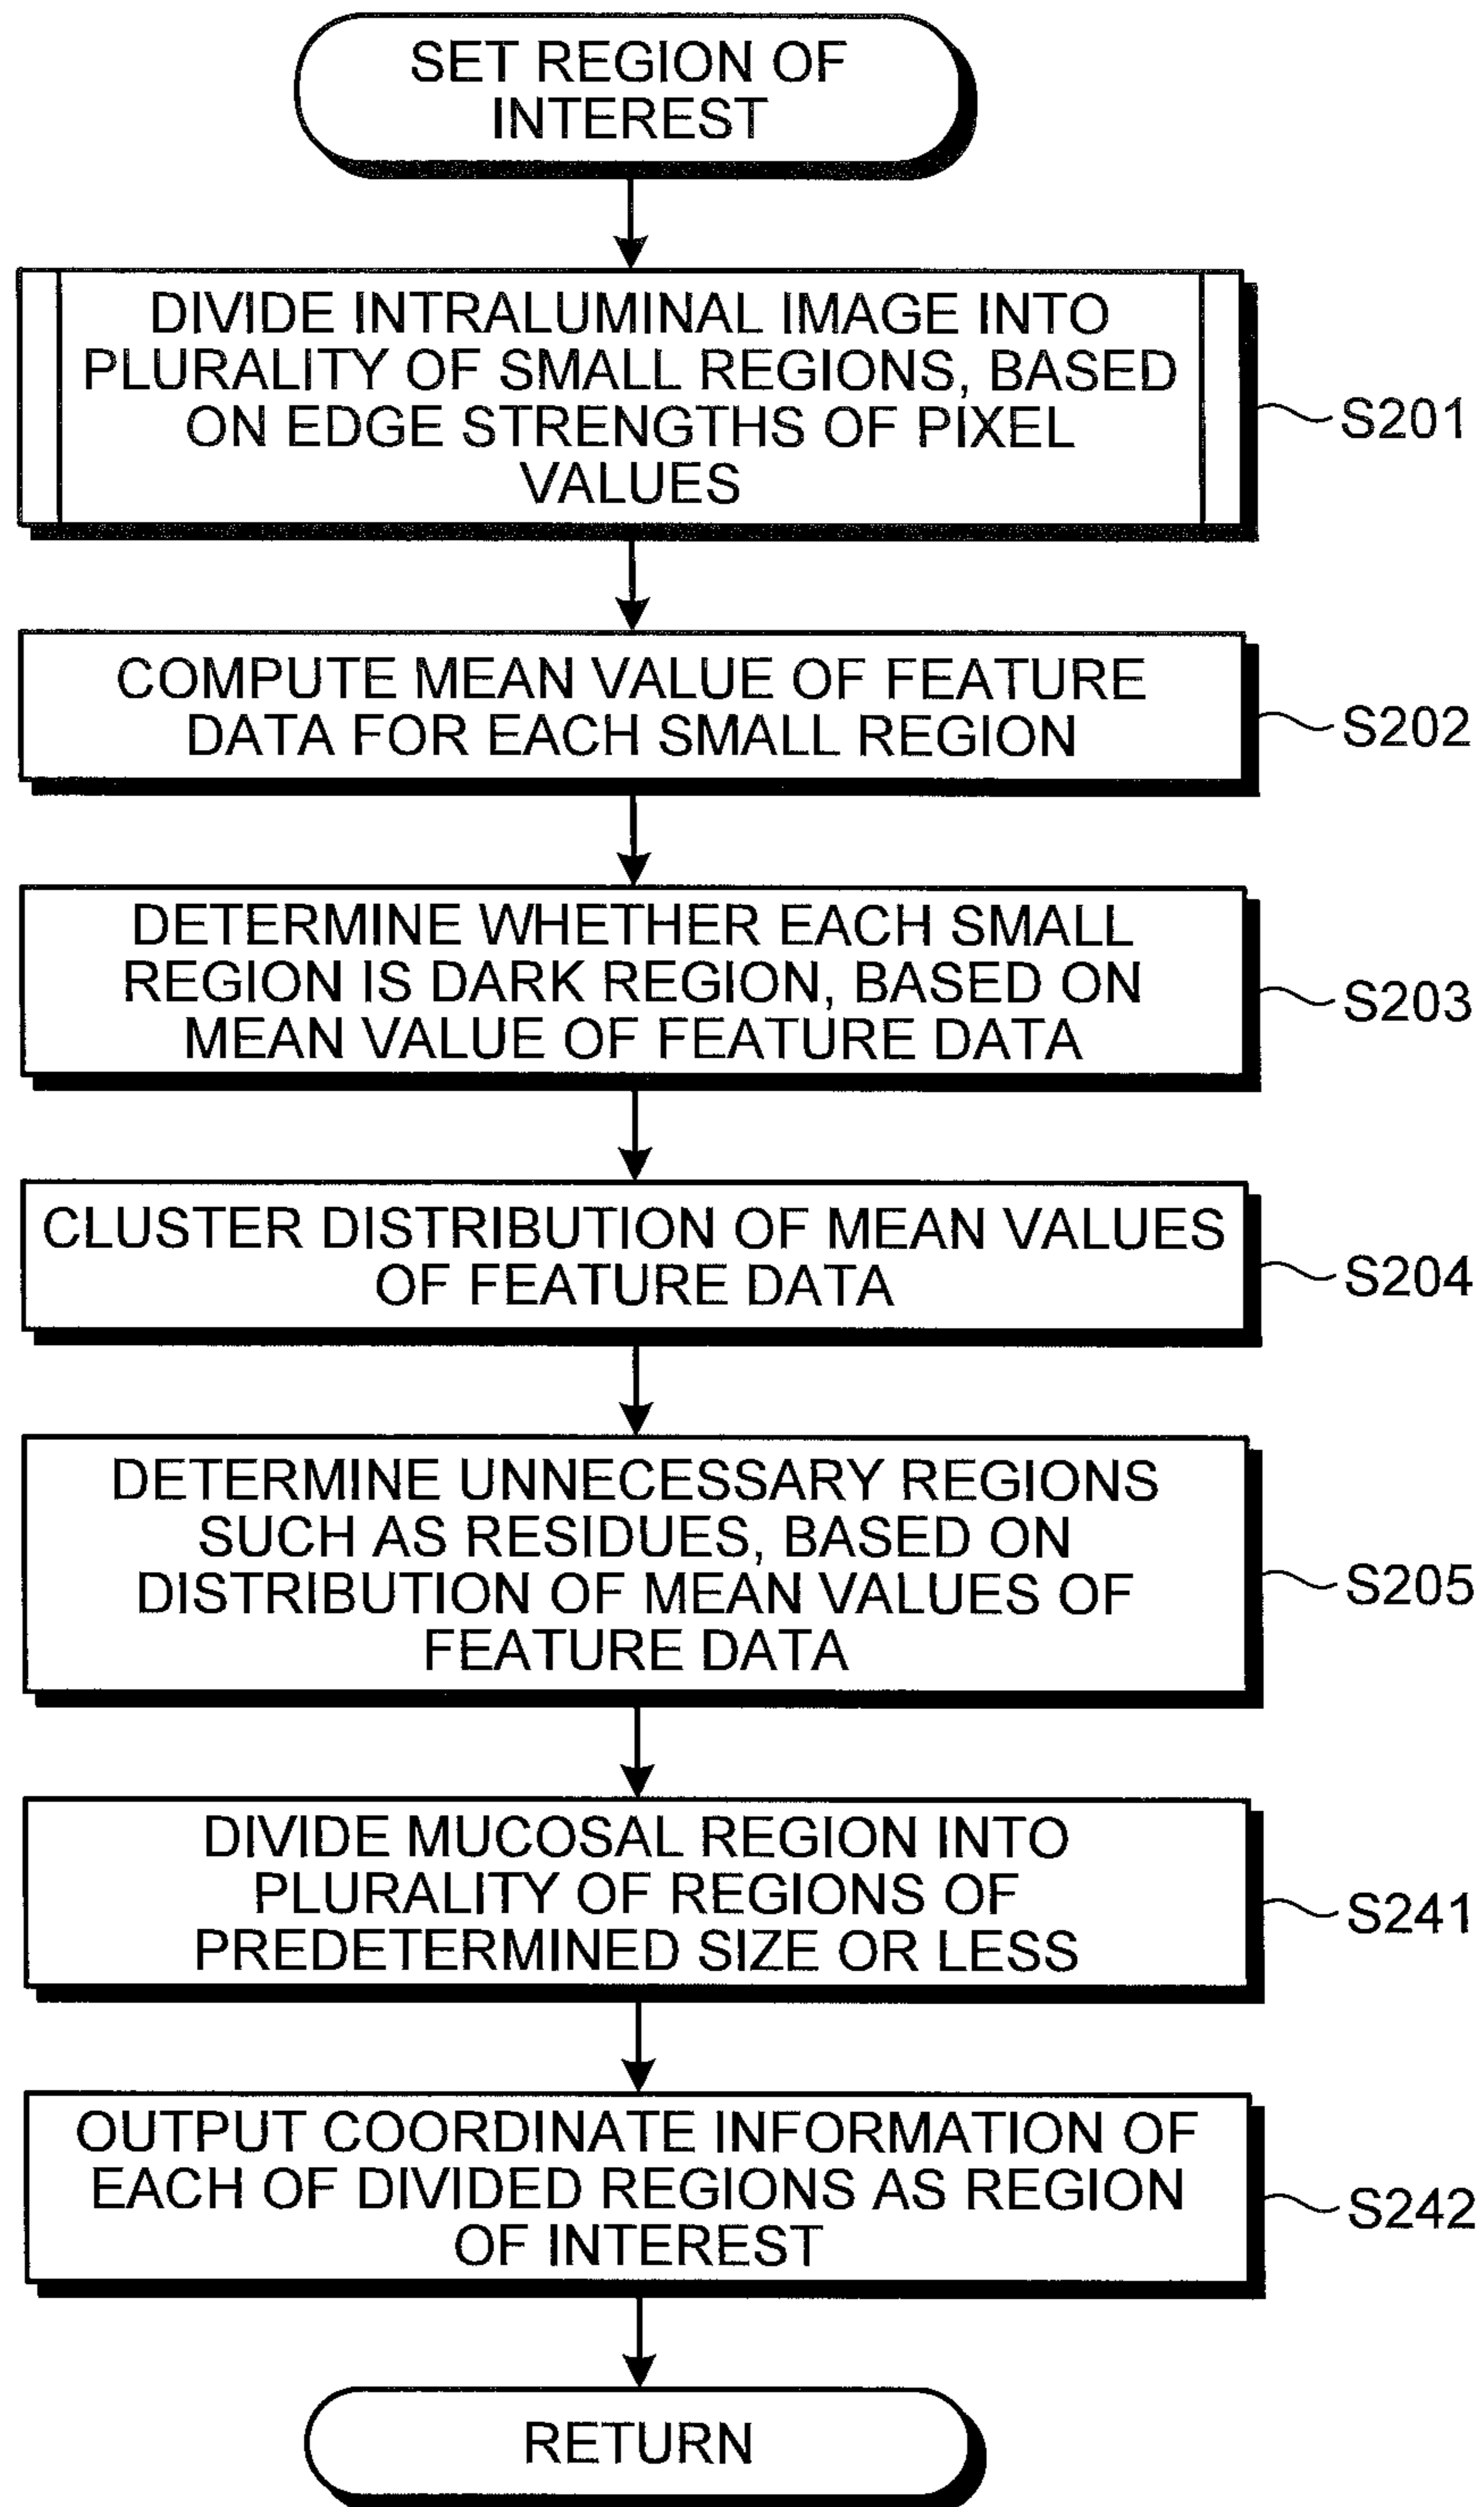 SET REGION OF
INTEREST
DIVIDE INTRALUMINAL IMAGE INTO
PLURALITY OF SMALL REGIONS, BASED
ON EDGE STRENGTHS OF PIXEL
VALUES
S201
COMPUTE MEAN VALUE OF FEATURE
DATA FOR EACH SMALL REGION
S202
DETERMINE WHETHER EACH SMALL
REGION IS DARK REGION, BASED ON
MEAN VALUE OF FEATURE DATA
S203
CLUSTER DISTRIBUTION OF MEAN VALUES
OF FEATURE DATA
S204
DETERMINE UNNECESSARY REGIONS
SUCH AS RESIDUES, BASED ON
DISTRIBUTION OF MEAN VALUES OF
FEATURE DATA
S205
DIVIDE MUCOSAL REGION INTO
PLURALITY OF REGIONS OF
PREDETERMINED SIZE OR LESS
S241
OUTPUT COORDINATE INFORMATION OF
EACH OF DIVIDED REGIONS AS REGION
OF INTEREST
S242
RETURN